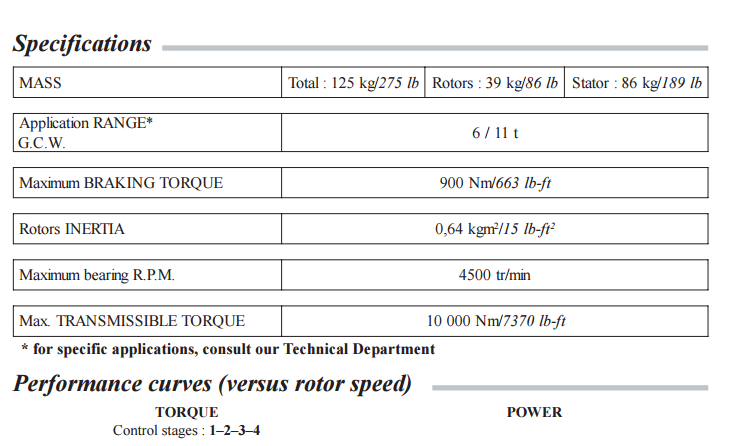 Specifications
MASS Total : 125 kg/275 lb Rotors : 39 kg/86 lb Stator : 86 kg/189 lb
Application RANGE*
G.C.W. 6 / 11 t
Maximum BRAKING TORQUE 900 Nm/663 lb-ft
Rotors INERTIA 0,64 kgm²/15 lb-ft²
Maximum bearing R.P.M. 4500 tr/min
Max. TRANSMISSIBLE TORQUE 10 000 Nm/7370 lb-ft
* for specific applications, consult our Technical Department
Performance curves (versus rotor speed)
TORQUE POWER
Control stages : 1–2–3–4